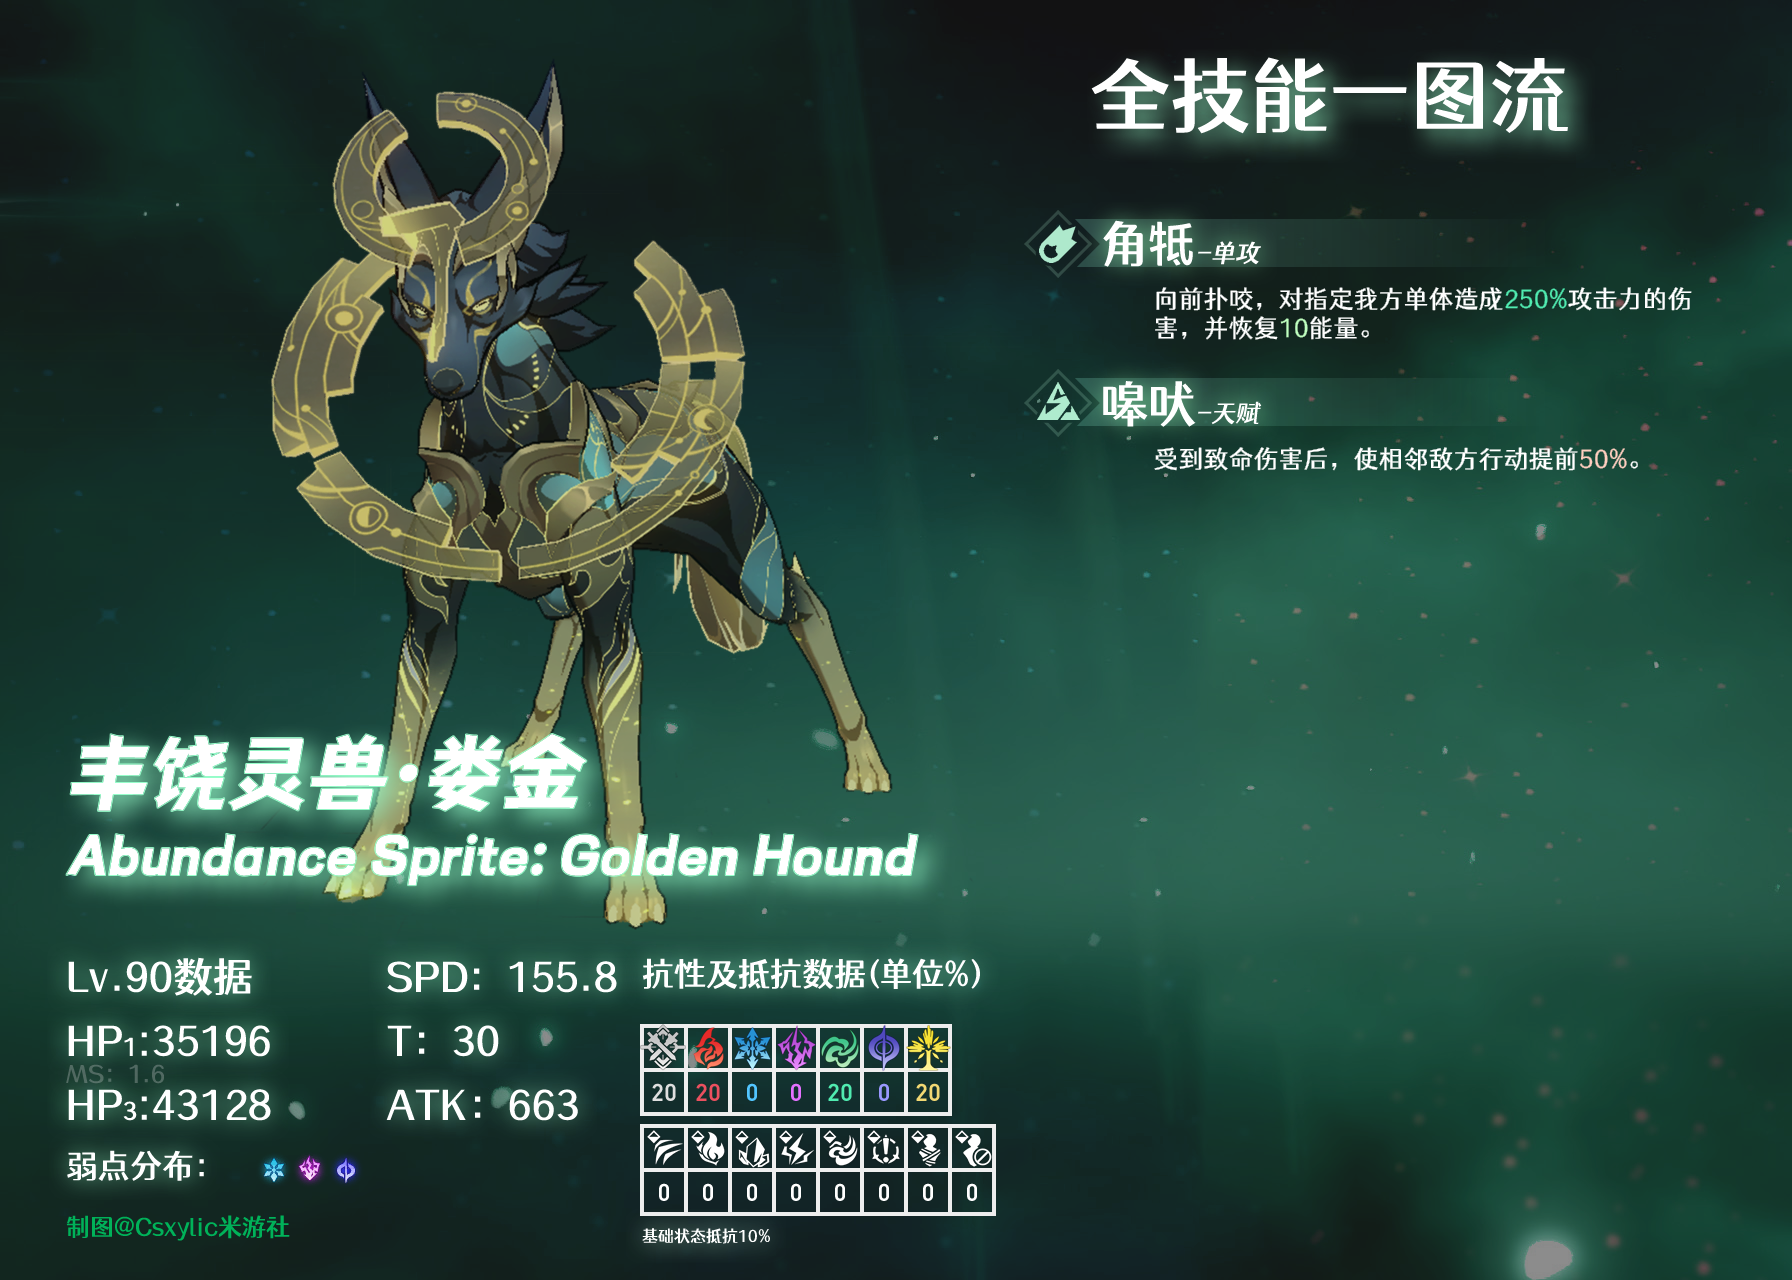 全技能一图流
角牴-单攻
向前扑咬，对指定我方单体造成250%攻击力的伤
害，并恢复10能量。
嗥吠-天赋
受到致命伤害后，使相邻敌方行动提前50%。
丰饶灵兽·娄金
Abundance Sprite: Golden Hound
Lv.90数据
SPD: 155.8
HP₁:35196
T: 30
MS: 1.6
HP₃:43128
ATK: 663
弱点分布:
制图@Csxylic米游社
抗性及抵抗数据(单位%)
20 20 0 0 20 0 20
0 0 0 0 0 0 0 0
基础状态抵抗10%